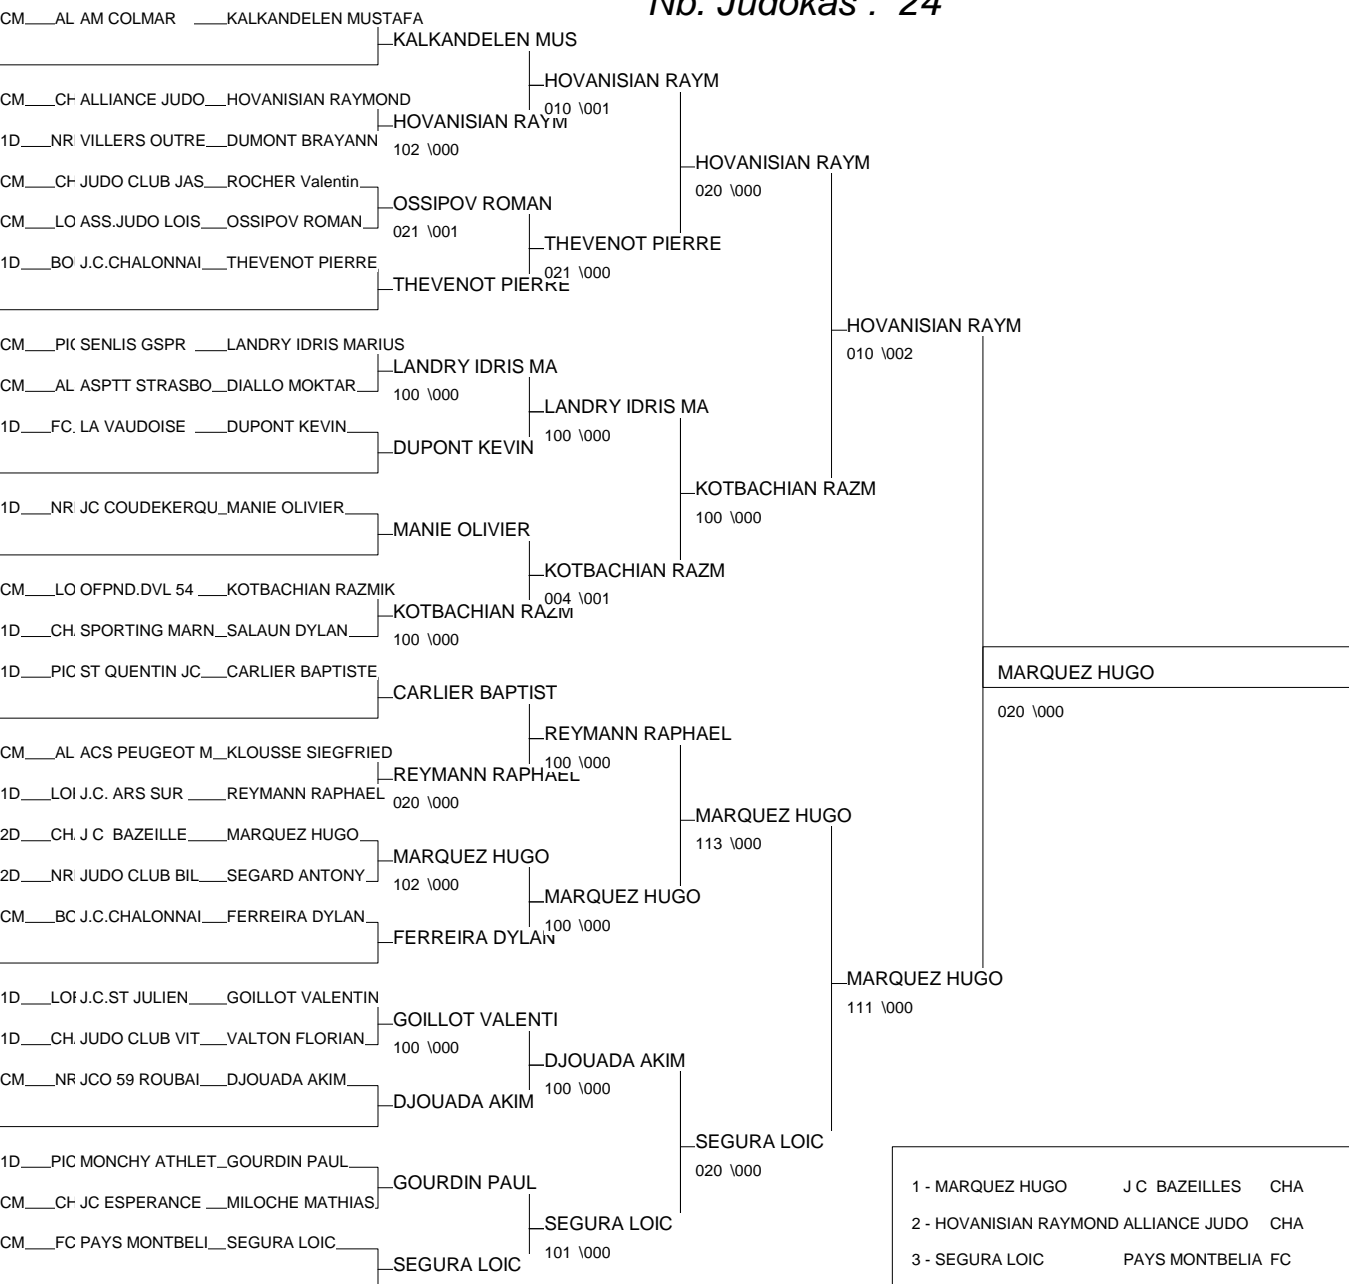 Nb. Judokas : 24
CM AL AM COLMAR KALKANDELEN MUSTAFA
KALKANDELEN MUS
HOVANISIAN RAYM
010 \001
CM CH ALLIANCE JUDO HOVANISIAN RAYMOND
HOVANISIAN RAYM
102 \000
1D NR VILLERS OUTRE DUMONT BRAYANN
HOVANISIAN RAYM
020 \000
CM CH JUDO CLUB JAS ROCHER Valentin
OSSIPOV ROMAN
021 \001
CM LO ASS.JUDO LOIS OSSIPOV ROMAN
THEVENOT PIERRE
021 \000
1D BO J.C.CHALONNAI THEVENOT PIERRE
THEVENOT PIERRE
HOVANISIAN RAYM
010 \002
CM PIC SENLIS GSPR LANDRY IDRIS MARIUS
LANDRY IDRIS MA
100 \000
CM AL ASPTT STRASBO DIALLO MOKTAR
LANDRY IDRIS MA
100 \000
1D FC LA VAUDOISE DUPONT KEVIN
DUPONT KEVIN
KOTBACHIAN RAZM
100 \000
1D NR JC COUDEKERQU MANIE OLIVIER
MANIE OLIVIER
KOTBACHIAN RAZM
004 \001
CM LO OFPND.DVL 54 KOTBACHIAN RAZMIK
KOTBACHIAN RAZM
100 \000
1D CH SPORTING MARN SALAUN DYLAN
MARQUEZ HUGO
020 \000
1D PIC ST QUENTIN JC CARLIER BAPTISTE
CARLIER BAPTIST
REYMANN RAPHAEL
100 \000
CM AL ACS PEUGEOT M KLOUSSE SIEGFRIED
REYMANN RAPHAEL
020 \000
1D LO J.C. ARS SUR REYMANN RAPHAEL
MARQUEZ HUGO
113 \000
2D CH J C BAZEILLE MARQUEZ HUGO
MARQUEZ HUGO
102 \000
2D NR JUDO CLUB BIL SEGARD ANTONY
MARQUEZ HUGO
100 \000
CM BO J.C.CHALONNAI FERREIRA DYLAN
FERREIRA DYLAN
MARQUEZ HUGO
111 \000
1D LO J.C.ST JULIEN GOILLOT VALENTIN
GOILLOT VALENTI
100 \000
1D CH JUDO CLUB VIT VALTON FLORIAN
DJOUADA AKIM
100 \000
CM NR JCO 59 ROUBAI DJOUADA AKIM
DJOUADA AKIM
SEGURA LOIC
020 \000
1D PIC MONCHY ATHLET GOURDIN PAUL
GOURDIN PAUL
CM CH JC ESPERANCE MILOCHE MATHIAS
SEGURA LOIC
101 \000
CM FC PAYS MONTBELI SEGURA LOIC
SEGURA LOIC
1 - MARQUEZ HUGO J C BAZEILLES CHA
2 - HOVANISIAN RAYMOND ALLIANCE JUDO CHA
3 - SEGURA LOIC PAYS MONTBELIA FC